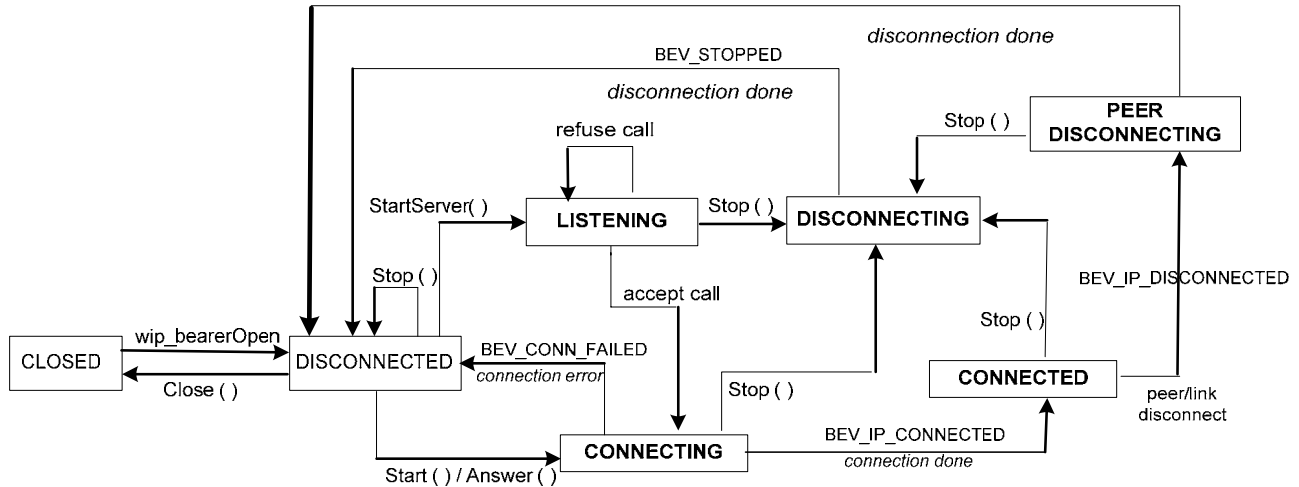 disconnection done
BEV_STOPPED
disconnection done
PEER
DISCONNECTING
Stop ( )
refuse call
StartServer( )
LISTENING
Stop ( )
DISCONNECTING
Stop ( )
accept call
BEV_IP_DISCONNECTED
wip_bearerOpen
Stop ( )
CLOSED
DISCONNECTED
BEV_CONN_FAILED
connection error
CONNECTED
Close ( )
Stop ( )
peer/link
disconnect
BEV_IP_CONNECTED
CONNECTING
connection done
Start ( ) / Answer ( )